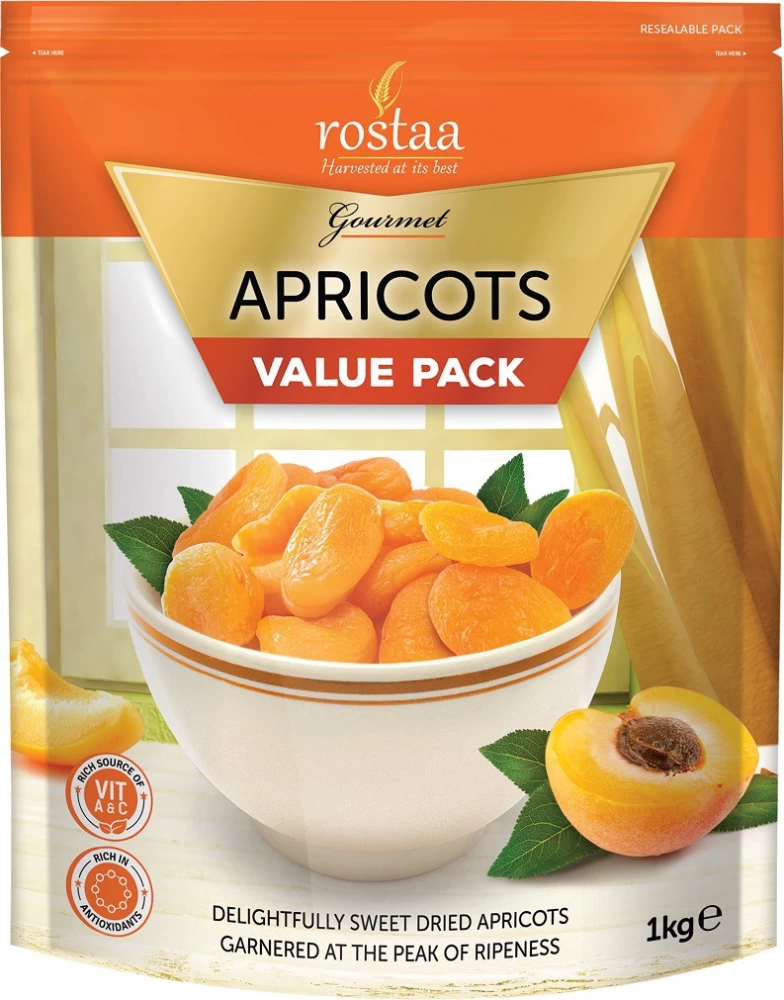 RESEALABLE PACK
TEAR HERE
TEAR HERE
rostaa
Harvested at its best
Gourmet
APRICOTS
VALUE PACK
RICH SOURCE OF
VIT
A & C
RICH IN
ANTIOXIDANTS
DELIGHTFULLY SWEET DRIED APRICOTS
GARNERED AT THE PEAK OF RIPENESS
1kg℮